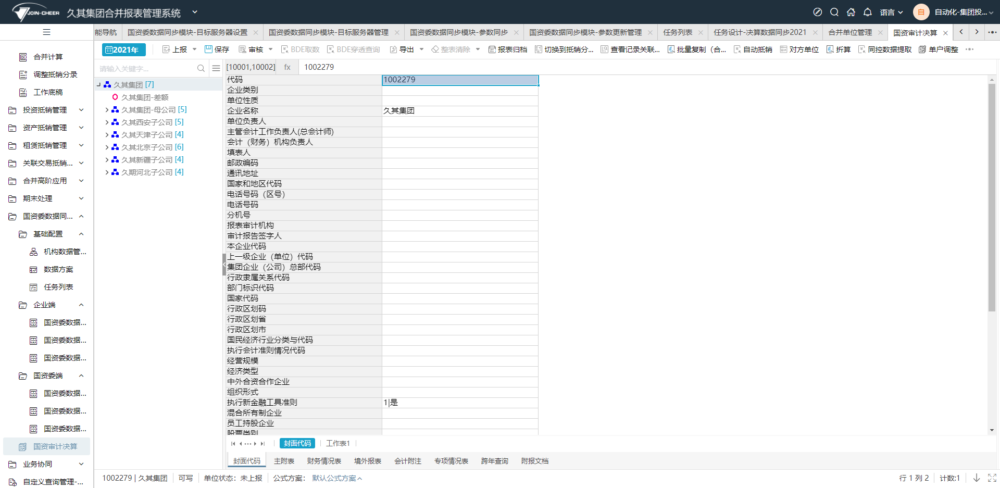 JOIN-CHEER 久其集团合并报表管理系统 语言 自 自动化-集团投...
能导航 国资委数据同步模块-目标服务器设置 国资委数据同步模块-目标服务器管理 国资委数据同步模块-参数同步 国资委数据同步模块-参数更新管理 任务列表 任务设计-决算数据同步2021 合并单位管理 国资审计决算
2021年 上报 保存 审核 BDE取数 BDE穿透查询 导出 整表清除 报表归档 切换到抵销分... 查看记录关联... 批量复制（合... 自动抵销 对方单位 折算 同控数据提取 单户调整
合并计算
调整抵销分录
工作底稿
投资抵销管理
资产抵销管理
租赁抵销管理
关联交易抵销...
合并高阶应用
期末处理
国资委数据同...
基础配置
机构数据管...
数据方案
任务列表
企业端
国资委数据...
国资委数据...
国资委数据...
国资委端
国资委数据...
国资委数据...
国资委数据...
国资审计决算
业务协同
自定义查询管理-...
请输入关键字...
久其集团 [7]
久其集团-差额
久其集团-母公司 [5]
久其西安子公司 [5]
久其天津子公司 [4]
久其北京子公司 [6]
久其新疆子公司 [4]
久期河北子公司 [4]
[10001,10002] fx 1002279
代码 1002279
企业类别
单位性质
企业名称 久其集团
单位负责人
主管会计工作负责人(总会计师)
会计（财务）机构负责人
填表人
邮政编码
通讯地址
国家和地区代码
电话号码（区号）
电话号码
分机号
报表审计机构
审计报告签字人
本企业代码
上一级企业（单位）代码
集团企业（公司）总部代码
行政隶属关系代码
部门标识代码
国家代码
行政区划码
行政区划省
行政区划市
国民经济行业分类与代码
执行会计准则情况代码
经营规模
经济类型
中外合资合作企业
组织形式
执行新金融工具准则 1|是
混合所有制企业
员工持股企业
股票类别
封面代码 工作表1
封面代码 主附表 财务情况表 境外报表 会计附注 专项情况表 跨年查询 附报文档
1002279 | 久其集团 可写 单位状态：未上报 公式方案： 默认公式方案 行 1 列 2 计数:1